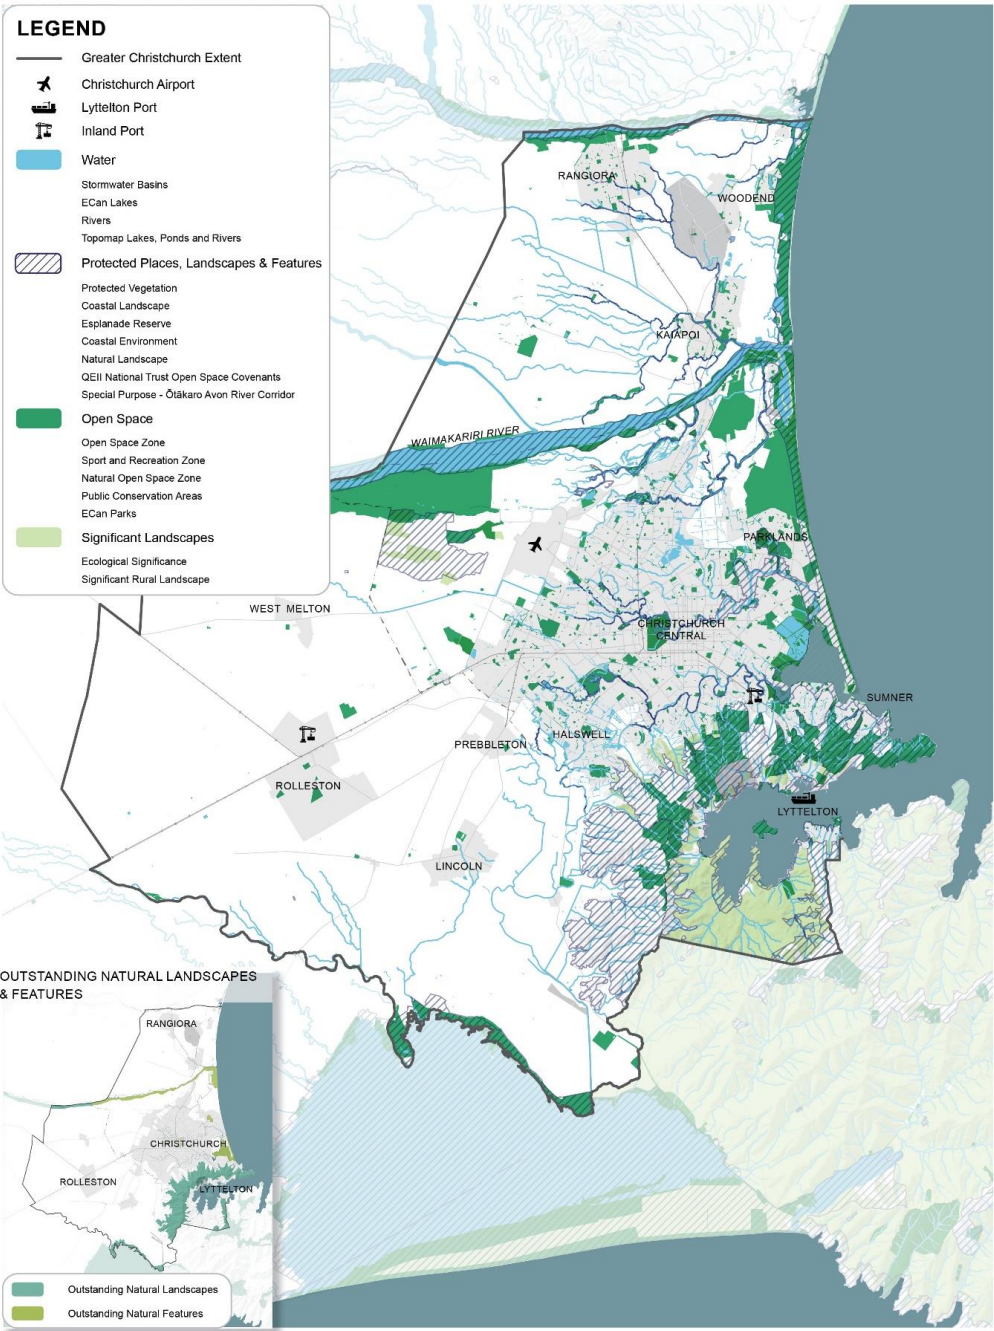 LEGEND
Greater Christchurch Extent
Christchurch Airport
Lyttelton Port
Inland Port
Water
Stormwater Basins
ECan Lakes
Rivers
Topomap Lakes, Ponds and Rivers
Protected Places, Landscapes & Features
Protected Vegetation
Coastal Landscape
Esplanade Reserve
Coastal Environment
Natural Landscape
QEII National Trust Open Space Covenants
Special Purpose - Ōtākaro Avon River Corridor
Open Space
Open Space Zone
Sport and Recreation Zone
Natural Open Space Zone
Public Conservation Areas
ECan Parks
Significant Landscapes
Ecological Significance
Significant Rural Landscape
RANGIORA
WOODEND
KAIAPOI
WAIMAKARIRI RIVER
PARKLANDS
WEST MELTON
CHRISTCHURCH
CENTRAL
SUMNER
HALSWELL
PREBBLETON
ROLLESTON
LYTTELTON
LINCOLN
OUTSTANDING NATURAL LANDSCAPES
& FEATURES
RANGIORA
CHRISTCHURCH
ROLLESTON
LYTTELTON
Outstanding Natural Landscapes
Outstanding Natural Features